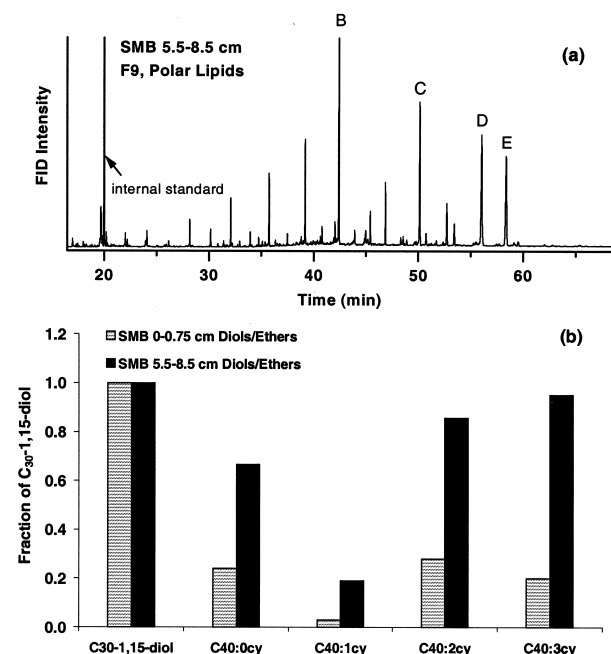 B
SMB 5.5-8.5 cm
F9, Polar Lipids
(a)
C
D
E
FID Intensity
internal standard
20 30 40 50 60
Time (min)
SMB 0-0.75 cm Diols/Ethers
(b)
SMB 5.5-8.5 cm Diols/Ethers
Fraction of C30-1,15-diol
1.2
1.0
0.8
0.6
0.4
0.2
0.0
C30-1,15-diol C40:0cy C40:1cy C40:2cy C40:3cy